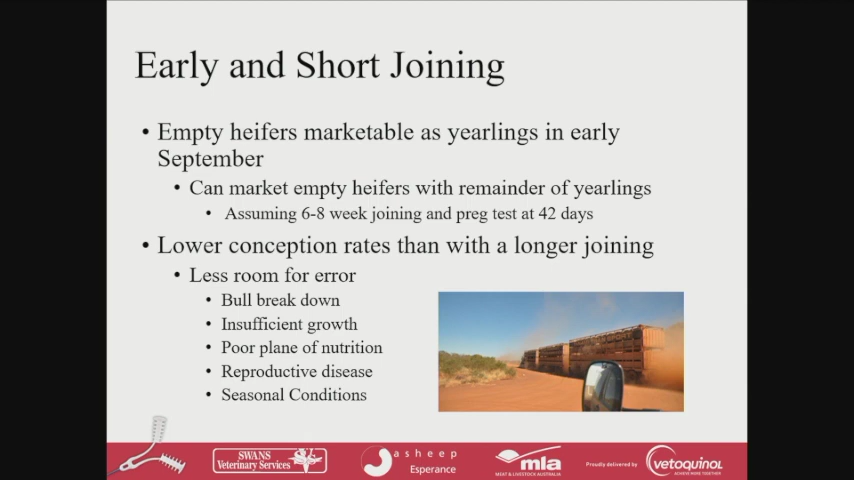 Early and Short Joining
• Empty heifers marketable as yearlings in early
September
• Can market empty heifers with remainder of yearlings
• Assuming 6-8 week joining and preg test at 42 days
• Lower conception rates than with a longer joining
• Less room for error
• Bull break down
• Insufficient growth
• Poor plane of nutrition
• Reproductive disease
• Seasonal Conditions
SWANS
Veterinary Services
asheep
Esperance
mla
MEAT & LIVESTOCK AUSTRALIA
Proudly delivered by
vetoquinol
ACHIEVE MORE TOGETHER